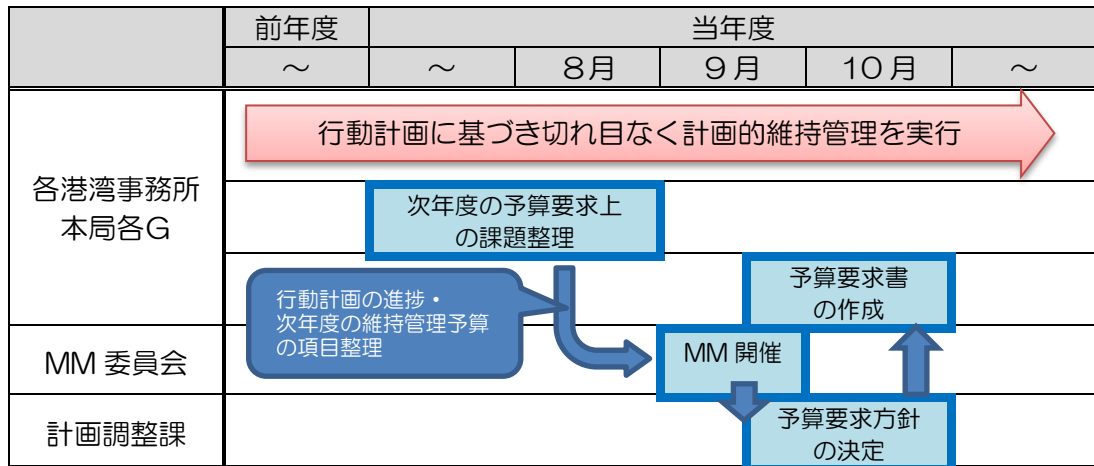 前年度
当年度
～
～
8月
9月
10月
～
各港湾事務所
本局各G
行動計画に基づき切れ目なく計画的維持管理を実行
次年度の予算要求上
の課題整理
行動計画の進捗・
次年度の維持管理予算
の項目整理
予算要求書
の作成
MM 委員会
MM 開催
計画調整課
予算要求方針
の決定